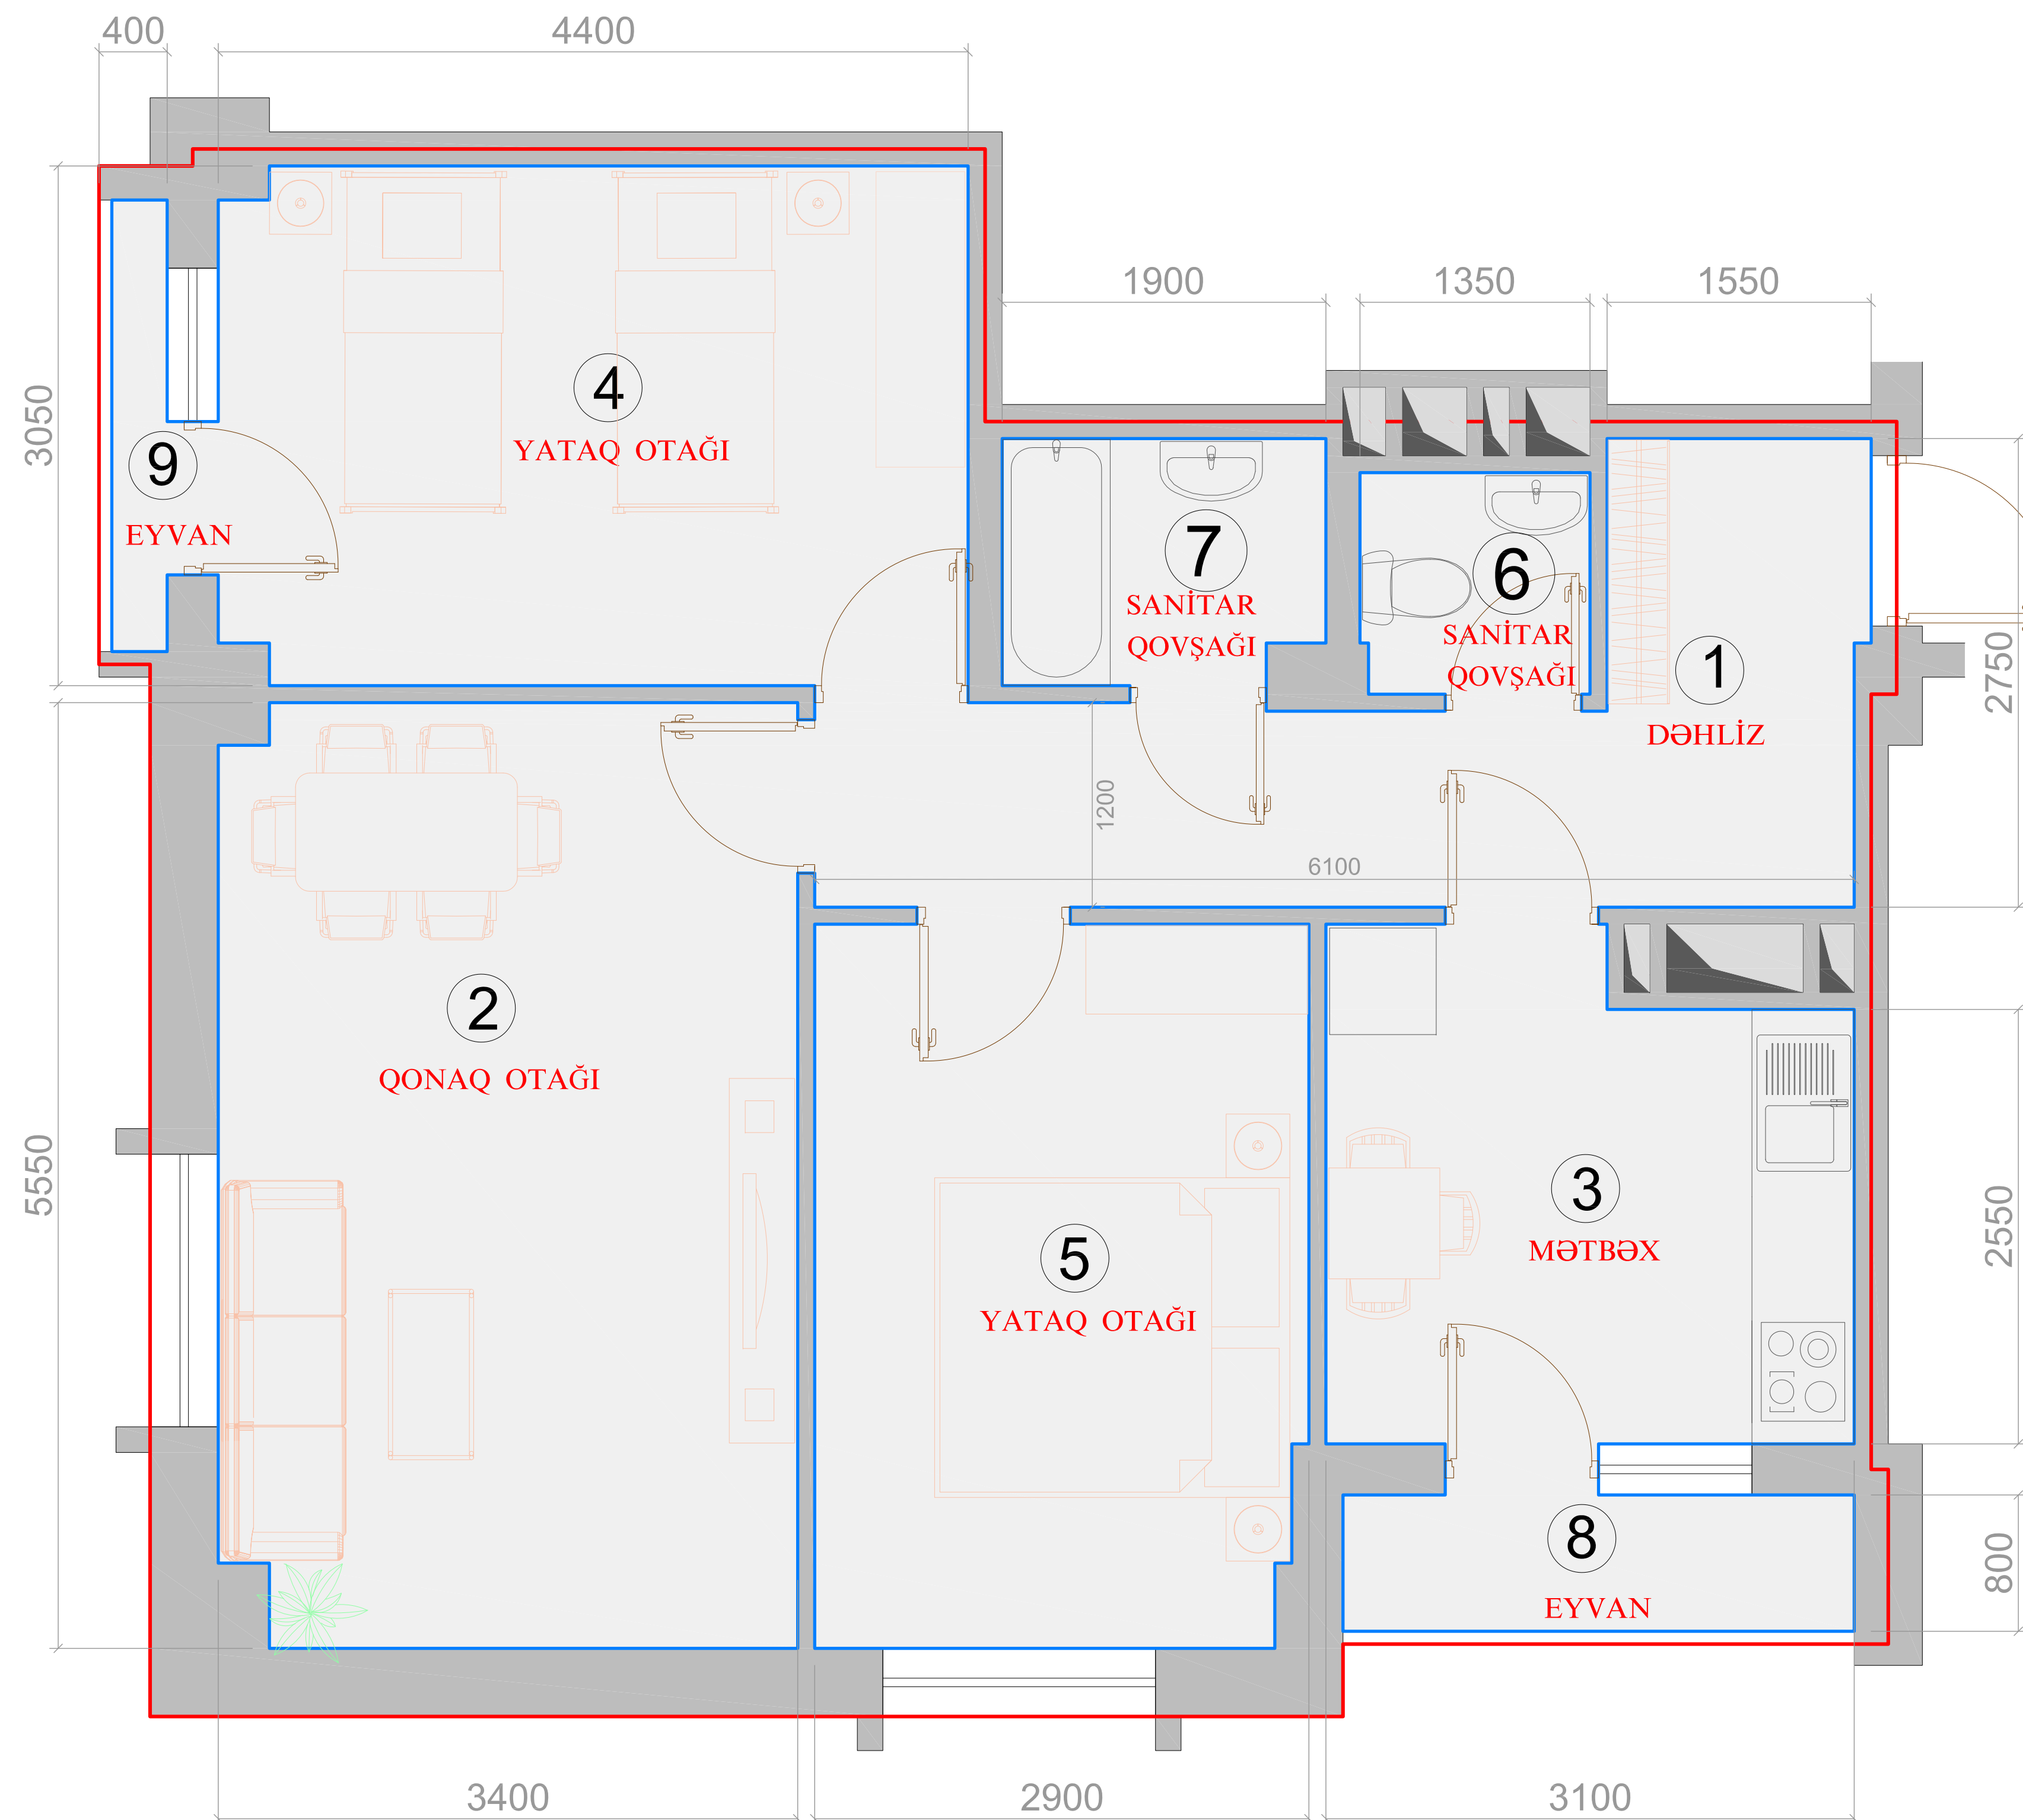 400
4400
1900
1350
1550
3050
4
YATAQ OTAĞI
9
EYVAN
7
SANİTAR
QOVŞAĞI
6
SANİTAR
QOVŞAĞI
1
DƏHLİZ
2750
1200
6100
2
QONAQ OTAĞI
5550
5
YATAQ OTAĞI
3
MƏTBƏX
2550
8
EYVAN
800
3400
2900
3100